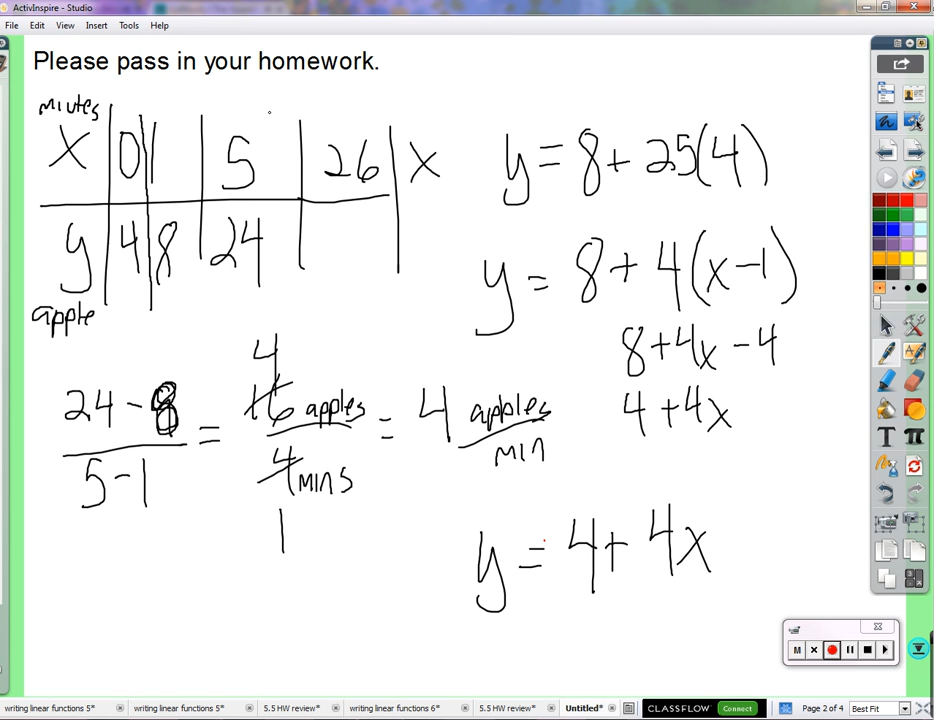 ActivInspire - Studio
File Edit View Insert Tools Help
Please pass in your homework.
miutes
x 0 1 5 26 x
y 4 8 24
apple
y = 8 + 25(4)
y = 8 + 4(x - 1)
8 + 4x - 4
4 + 4x
24 - 8 / 5 - 1 = 16 apples / 4 mins = 4 apples / min
4
1
y = 4 + 4x
M
writing linear functions 5* writing linear functions 5* 5.5 HW review* writing linear functions 6* 5.5 HW review* Untitled* CLASSFLOW Connect Page 2 of 4 Best Fit